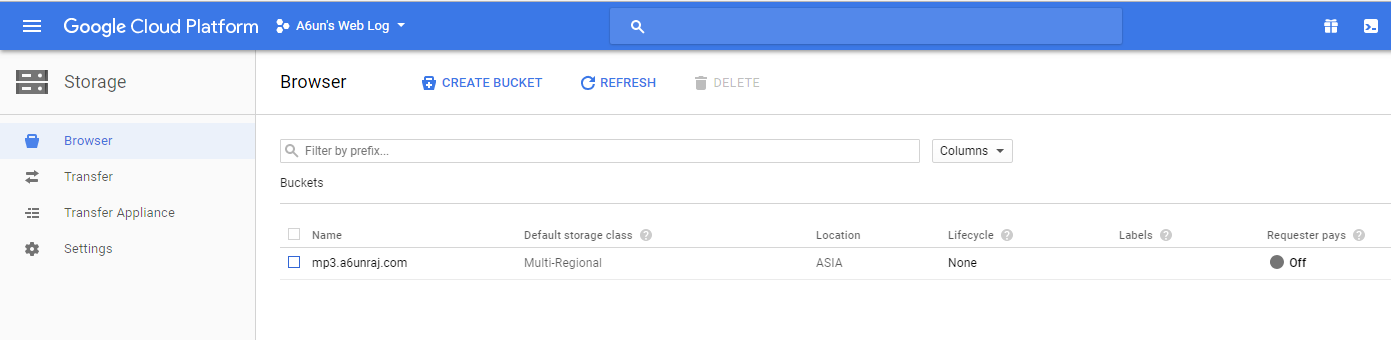 Google Cloud Platform A6un's Web Log
Storage
Browser CREATE BUCKET REFRESH DELETE
Browser
Transfer
Transfer Appliance
Settings
Filter by prefix... Columns
Buckets
Name Default storage class Location Lifecycle Labels Requester pays
mp3.a6unraj.com Multi-Regional ASIA None Off